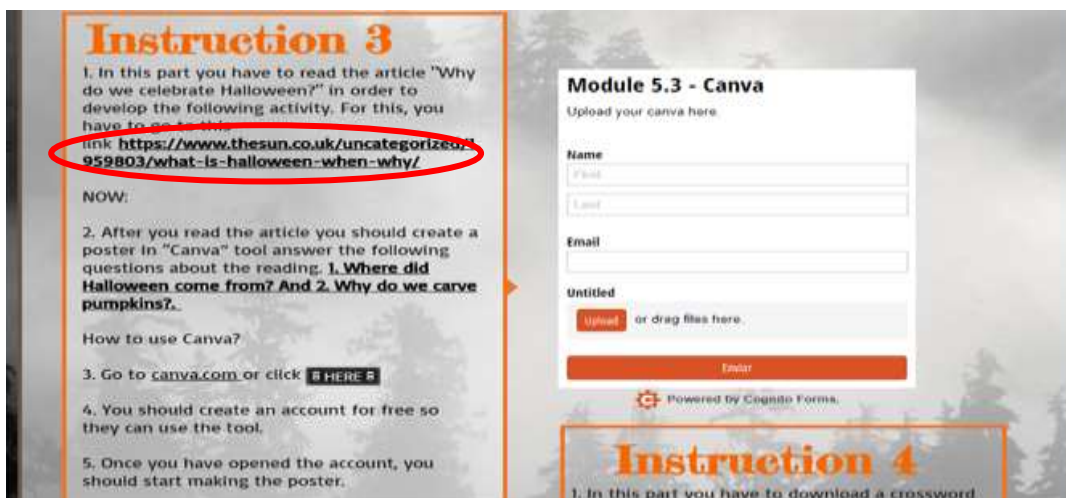 Instruction 3
1. In this part you have to read the article "Why
do we celebrate Halloween?" in order to
develop the following activity. For this, you
have to go to this
link https://www.thesun.co.uk/uncategorized/1
959803/what-is-halloween-when-why/
NOW:
2. After you read the article you should create a
poster in "Canva" tool answer the following
questions about the reading. 1. Where did
Halloween come from? And 2. Why do we carve
pumpkins?.
How to use Canva?
3. Go to canva.com or click HERE
4. You should create an account for free so
they can use the tool.
5. Once you have opened the account, you
should start making the poster.
Module 5.3 - Canva
Upload your canva here.
Name
First
Last
Email
Untitled
Upload or drag files here.
Enviar
Powered by Cognito Forms.
Instruction 4
1. In this part you have to download a crossword